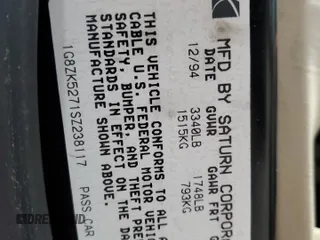 MFD BY SATURN CORPOR
DATE GVWR GAWR FRT
12/94 3340LB 1748LB
1515KG 793KG
THIS VEHICLE CONFORMS TO ALL A
CABLE U.S. FEDERAL MOTOR VEHIC
SAFETY, BUMPER, AND THEFT PRE
STANDARDS IN EFFECT ON THE DA
MANUFACTURE SHOWN ABOVE.
1G8ZK5271SZ238117 PASS CAR